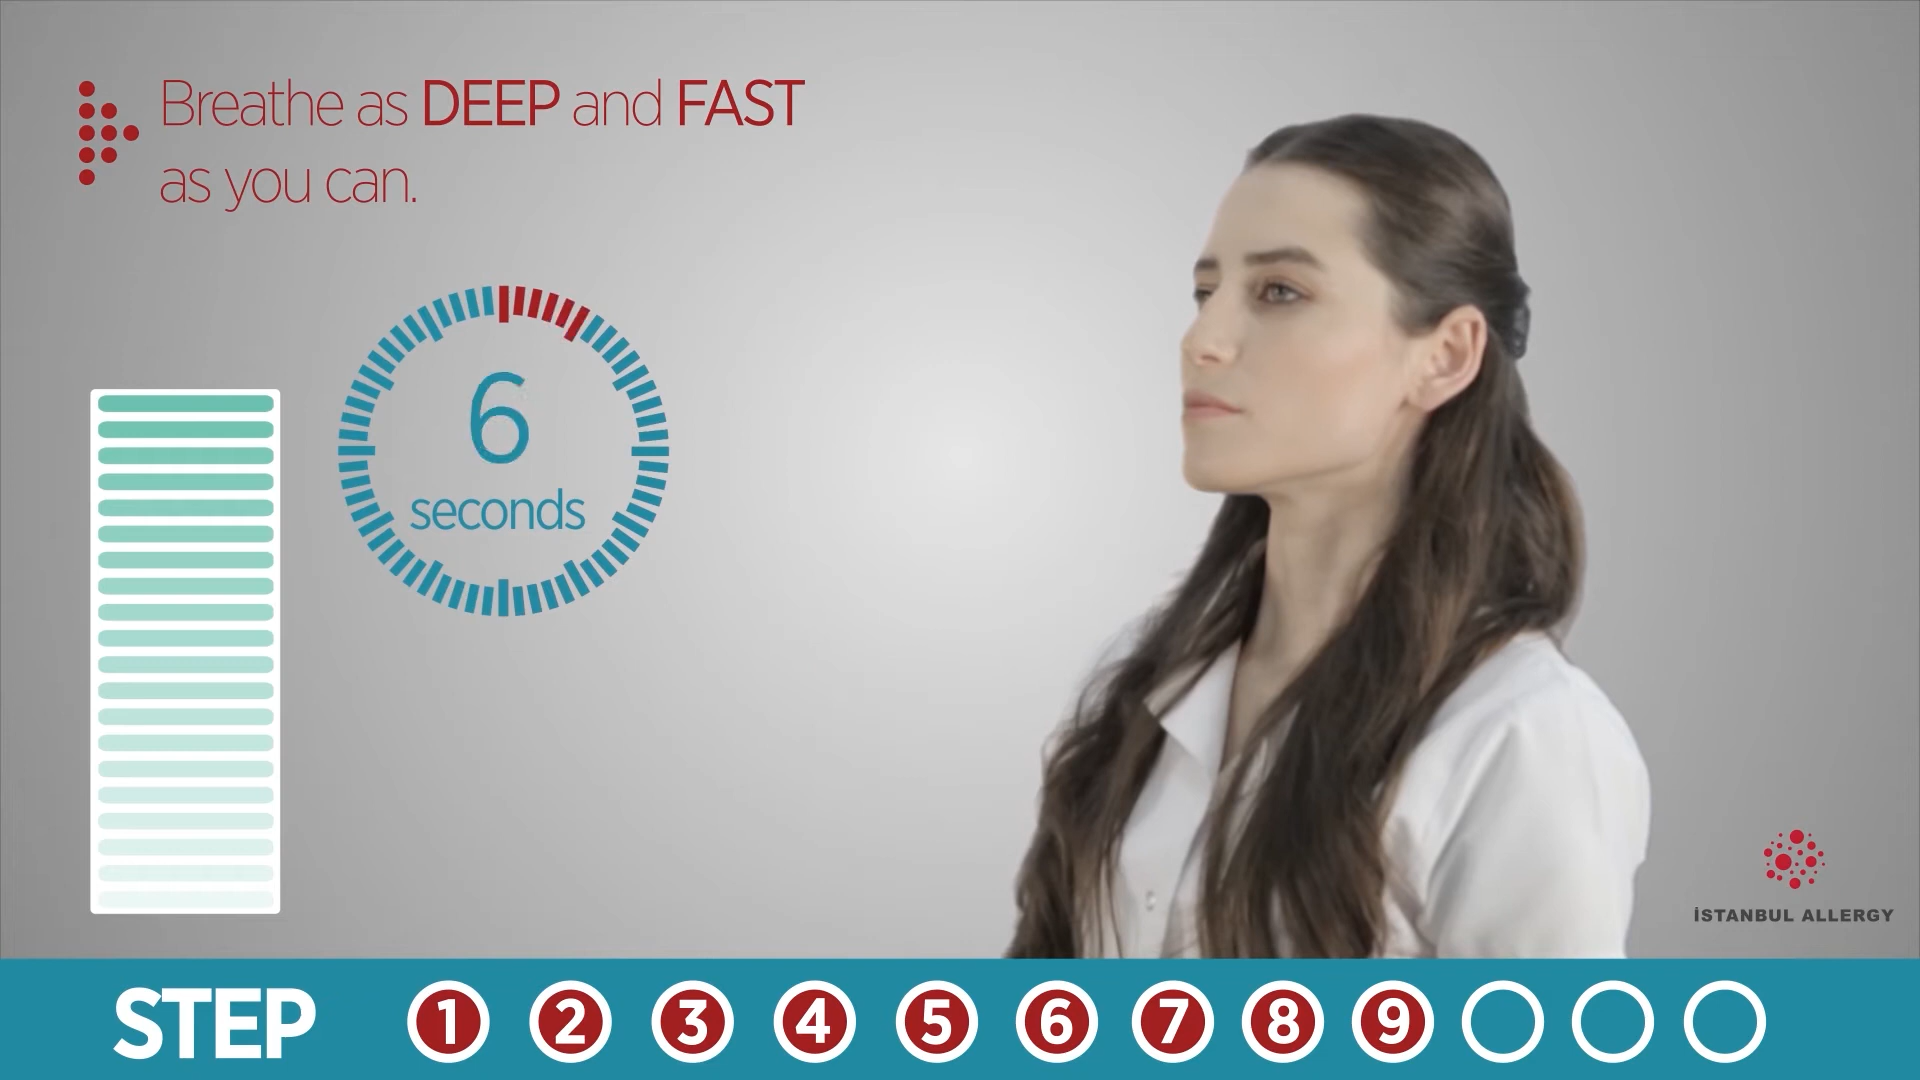 Breathe as DEEP and FAST
as you can.
6
seconds
İSTANBUL ALLERGY
STEP 1 2 3 4 5 6 7 8 9